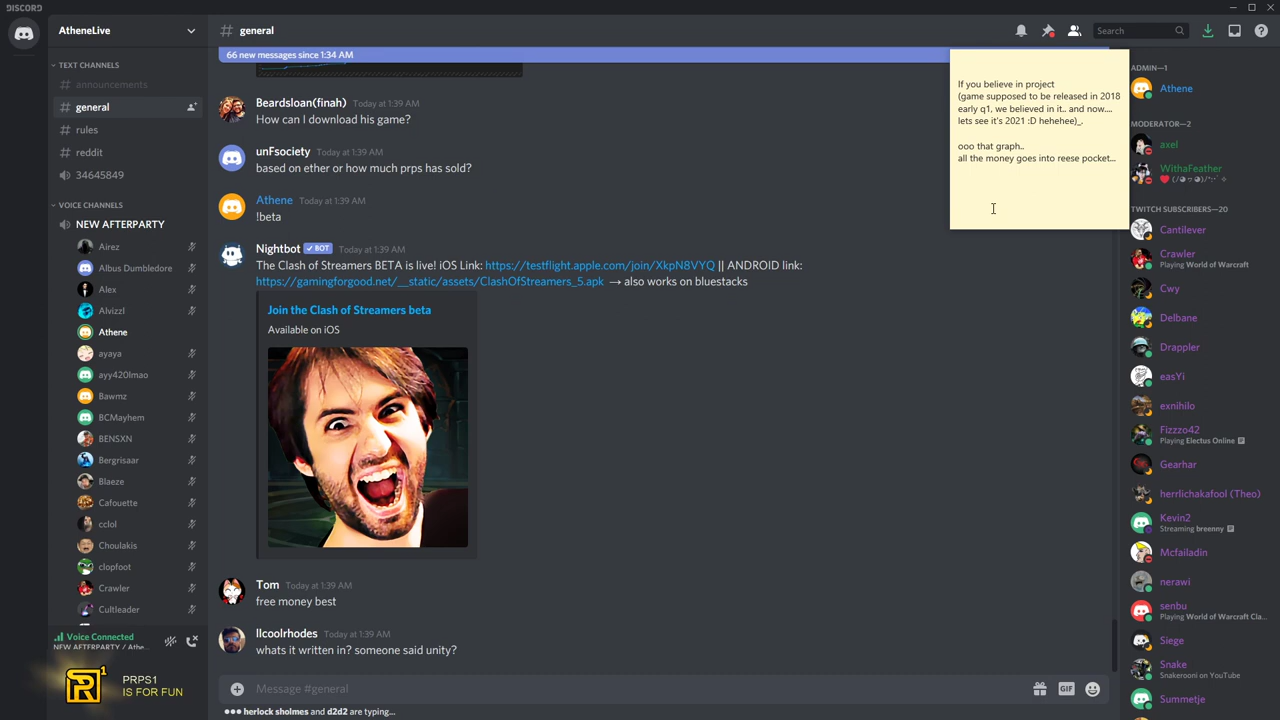 DISCORD
AtheneLive
# general
Search
66 new messages since 1:34 AM
TEXT CHANNELS
# announcements
# general
# rules
# reddit
34645849
VOICE CHANNELS
NEW AFTERPARTY
Airez
Albus Dumbledore
Alex
Alvizzl
Athene
ayaya
ayy420lmao
Bawmz
BCMayhem
BENSXN
Bergrisaar
Blaeze
Cafouette
cclol
Choulakis
clopfoot
Crawler
Cultleader
Voice Connected
NEW AFTERPARTY / Athe...
PRPS1
IS FOR FUN
Beardsloan(finah) Today at 1:39 AM
How can I download his game?
unFsociety Today at 1:39 AM
based on ether or how much prps has sold?
Athene Today at 1:39 AM
!beta
Nightbot ✓ BOT Today at 1:39 AM
The Clash of Streamers BETA is live! iOS Link: https://testflight.apple.com/join/XkpN8VYQ || ANDROID link:
https://gamingforgood.net/__static/assets/ClashOfStreamers_5.apk → also works on bluestacks
Join the Clash of Streamers beta
Available on iOS
Tom Today at 1:39 AM
free money best
llcoolrhodes Today at 1:39 AM
whats it written in? someone said unity?
Message #general
GIF
herlock sholmes and d2d2 are typing...
If you believe in project
(game supposed to be released in 2018
early q1, we believed in it.. and now....
lets see it's 2021 :D hehehee)_.
ooo that graph..
all the money goes into reese pocket...
ADMIN—1
Athene
MODERATOR—2
axel
WithaFeather
TWITCH SUBSCRIBERS—20
Cantilever
Crawler
Playing World of Warcraft
Cwy
Delbane
Drappler
easYi
exnihilo
Fizzzo42
Playing Electus Online
Gearhar
herrlichakafool (Theo)
Kevin2
Streaming breenny
Mcfailadin
nerawi
senbu
Playing World of Warcraft Cla...
Siege
Snake
Snakerooni on YouTube
Summetje